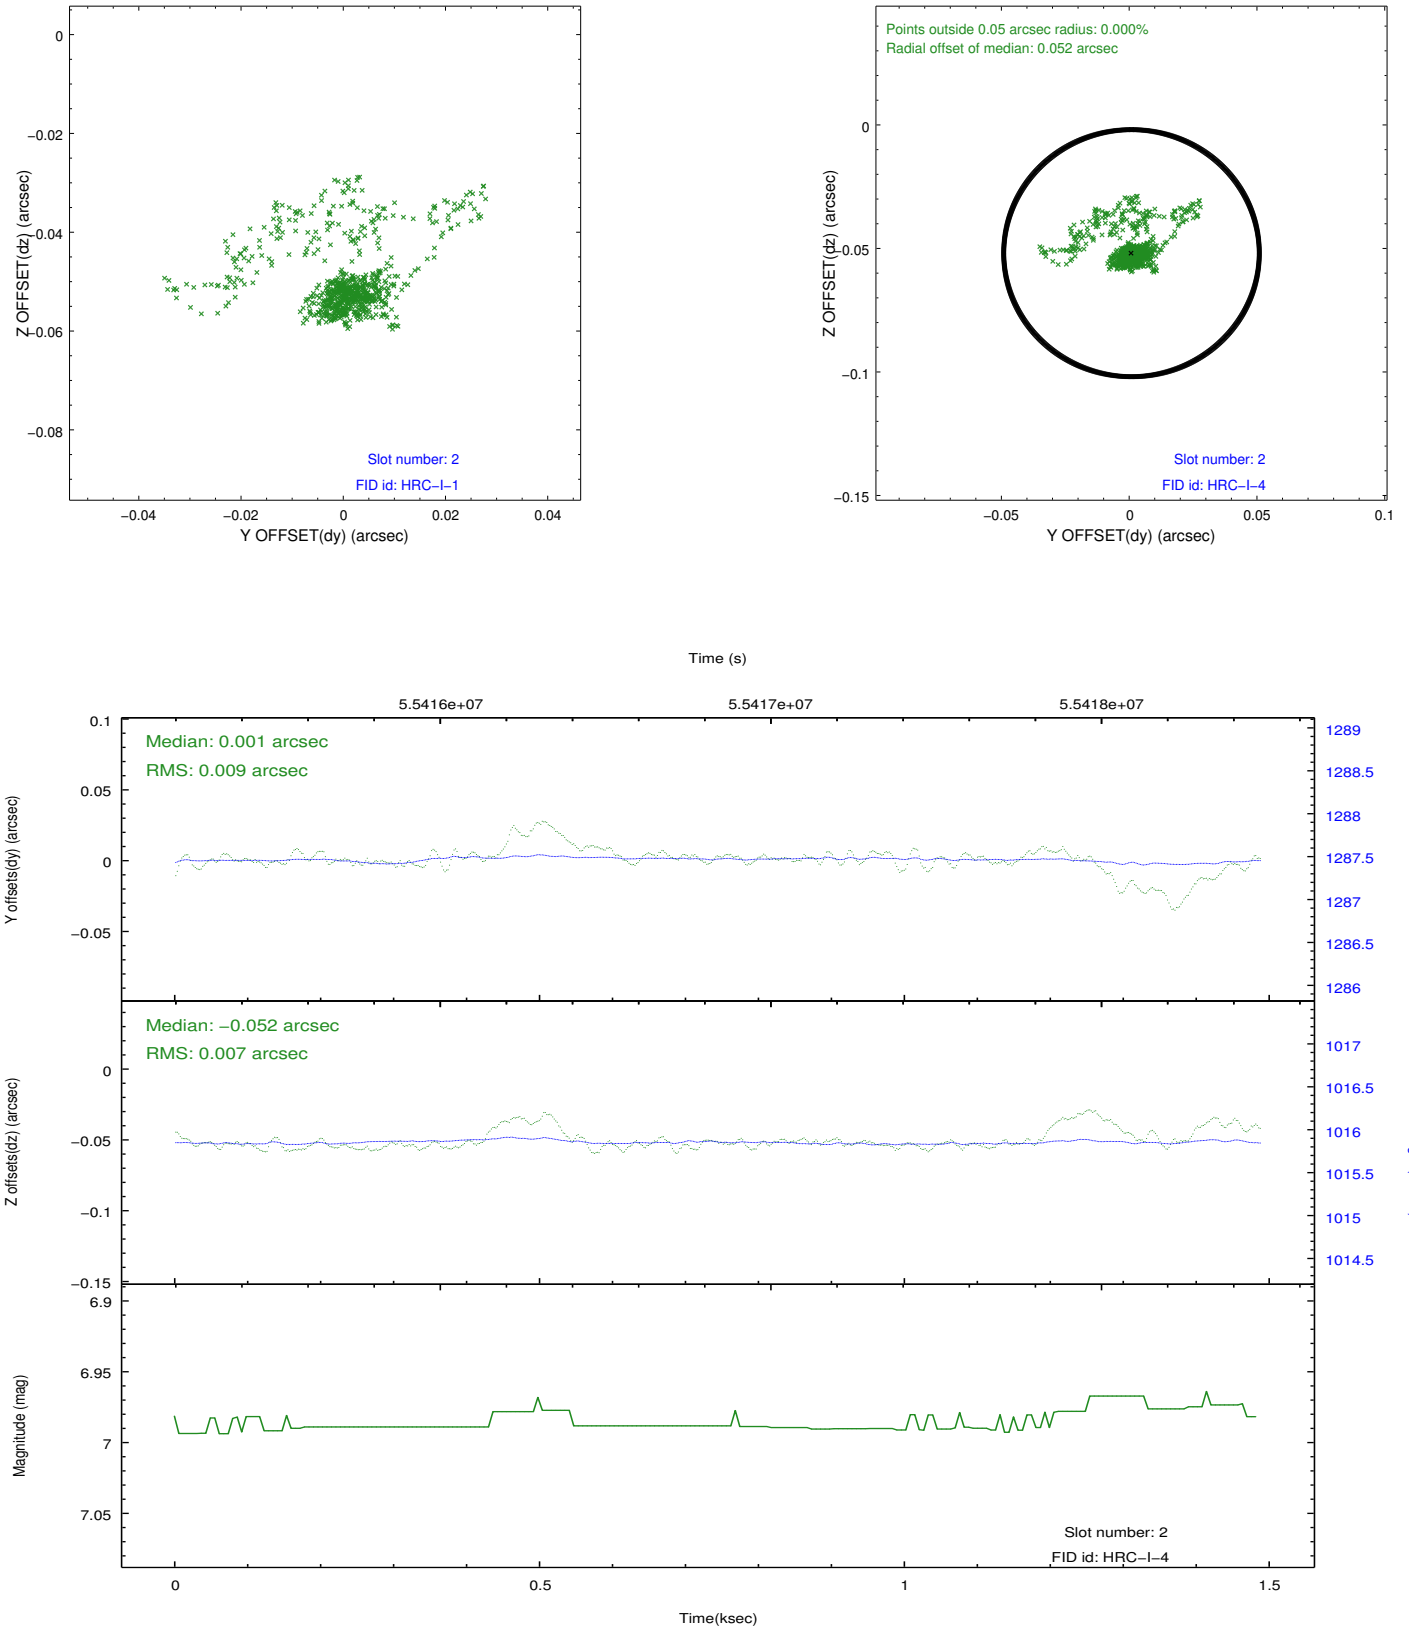 0
−0.02
−0.04
−0.06
−0.08
Z OFFSET(dz) (arcsec)
Slot number: 2
FID id: HRC−I−1
−0.04
−0.02
0
0.02
0.04
Y OFFSET(dy) (arcsec)
Points outside 0.05 arcsec radius: 0.000%
Radial offset of median: 0.052 arcsec
0
−0.05
−0.1
−0.15
Z OFFSET(dz) (arcsec)
Slot number: 2
FID id: HRC−I−4
−0.05
0
0.05
0.1
Y OFFSET(dy) (arcsec)
Time (s)
5.5416e+07
5.5417e+07
5.5418e+07
Median: 0.001 arcsec
RMS: 0.009 arcsec
0.1
0.05
0
−0.05
Y offsets(dy) (arcsec)
1289
1288.5
1288
1287.5
1287
1286.5
1286
Median: −0.052 arcsec
RMS: 0.007 arcsec
0
−0.05
−0.1
−0.15
Z offsets(dz) (arcsec)
1017
1016.5
1016
1015.5
1015
1014.5
6.9
6.95
7
7.05
Magnitude (mag)
Slot number: 2
FID id: HRC−I−4
0
0.5
1
1.5
Time(ksec)